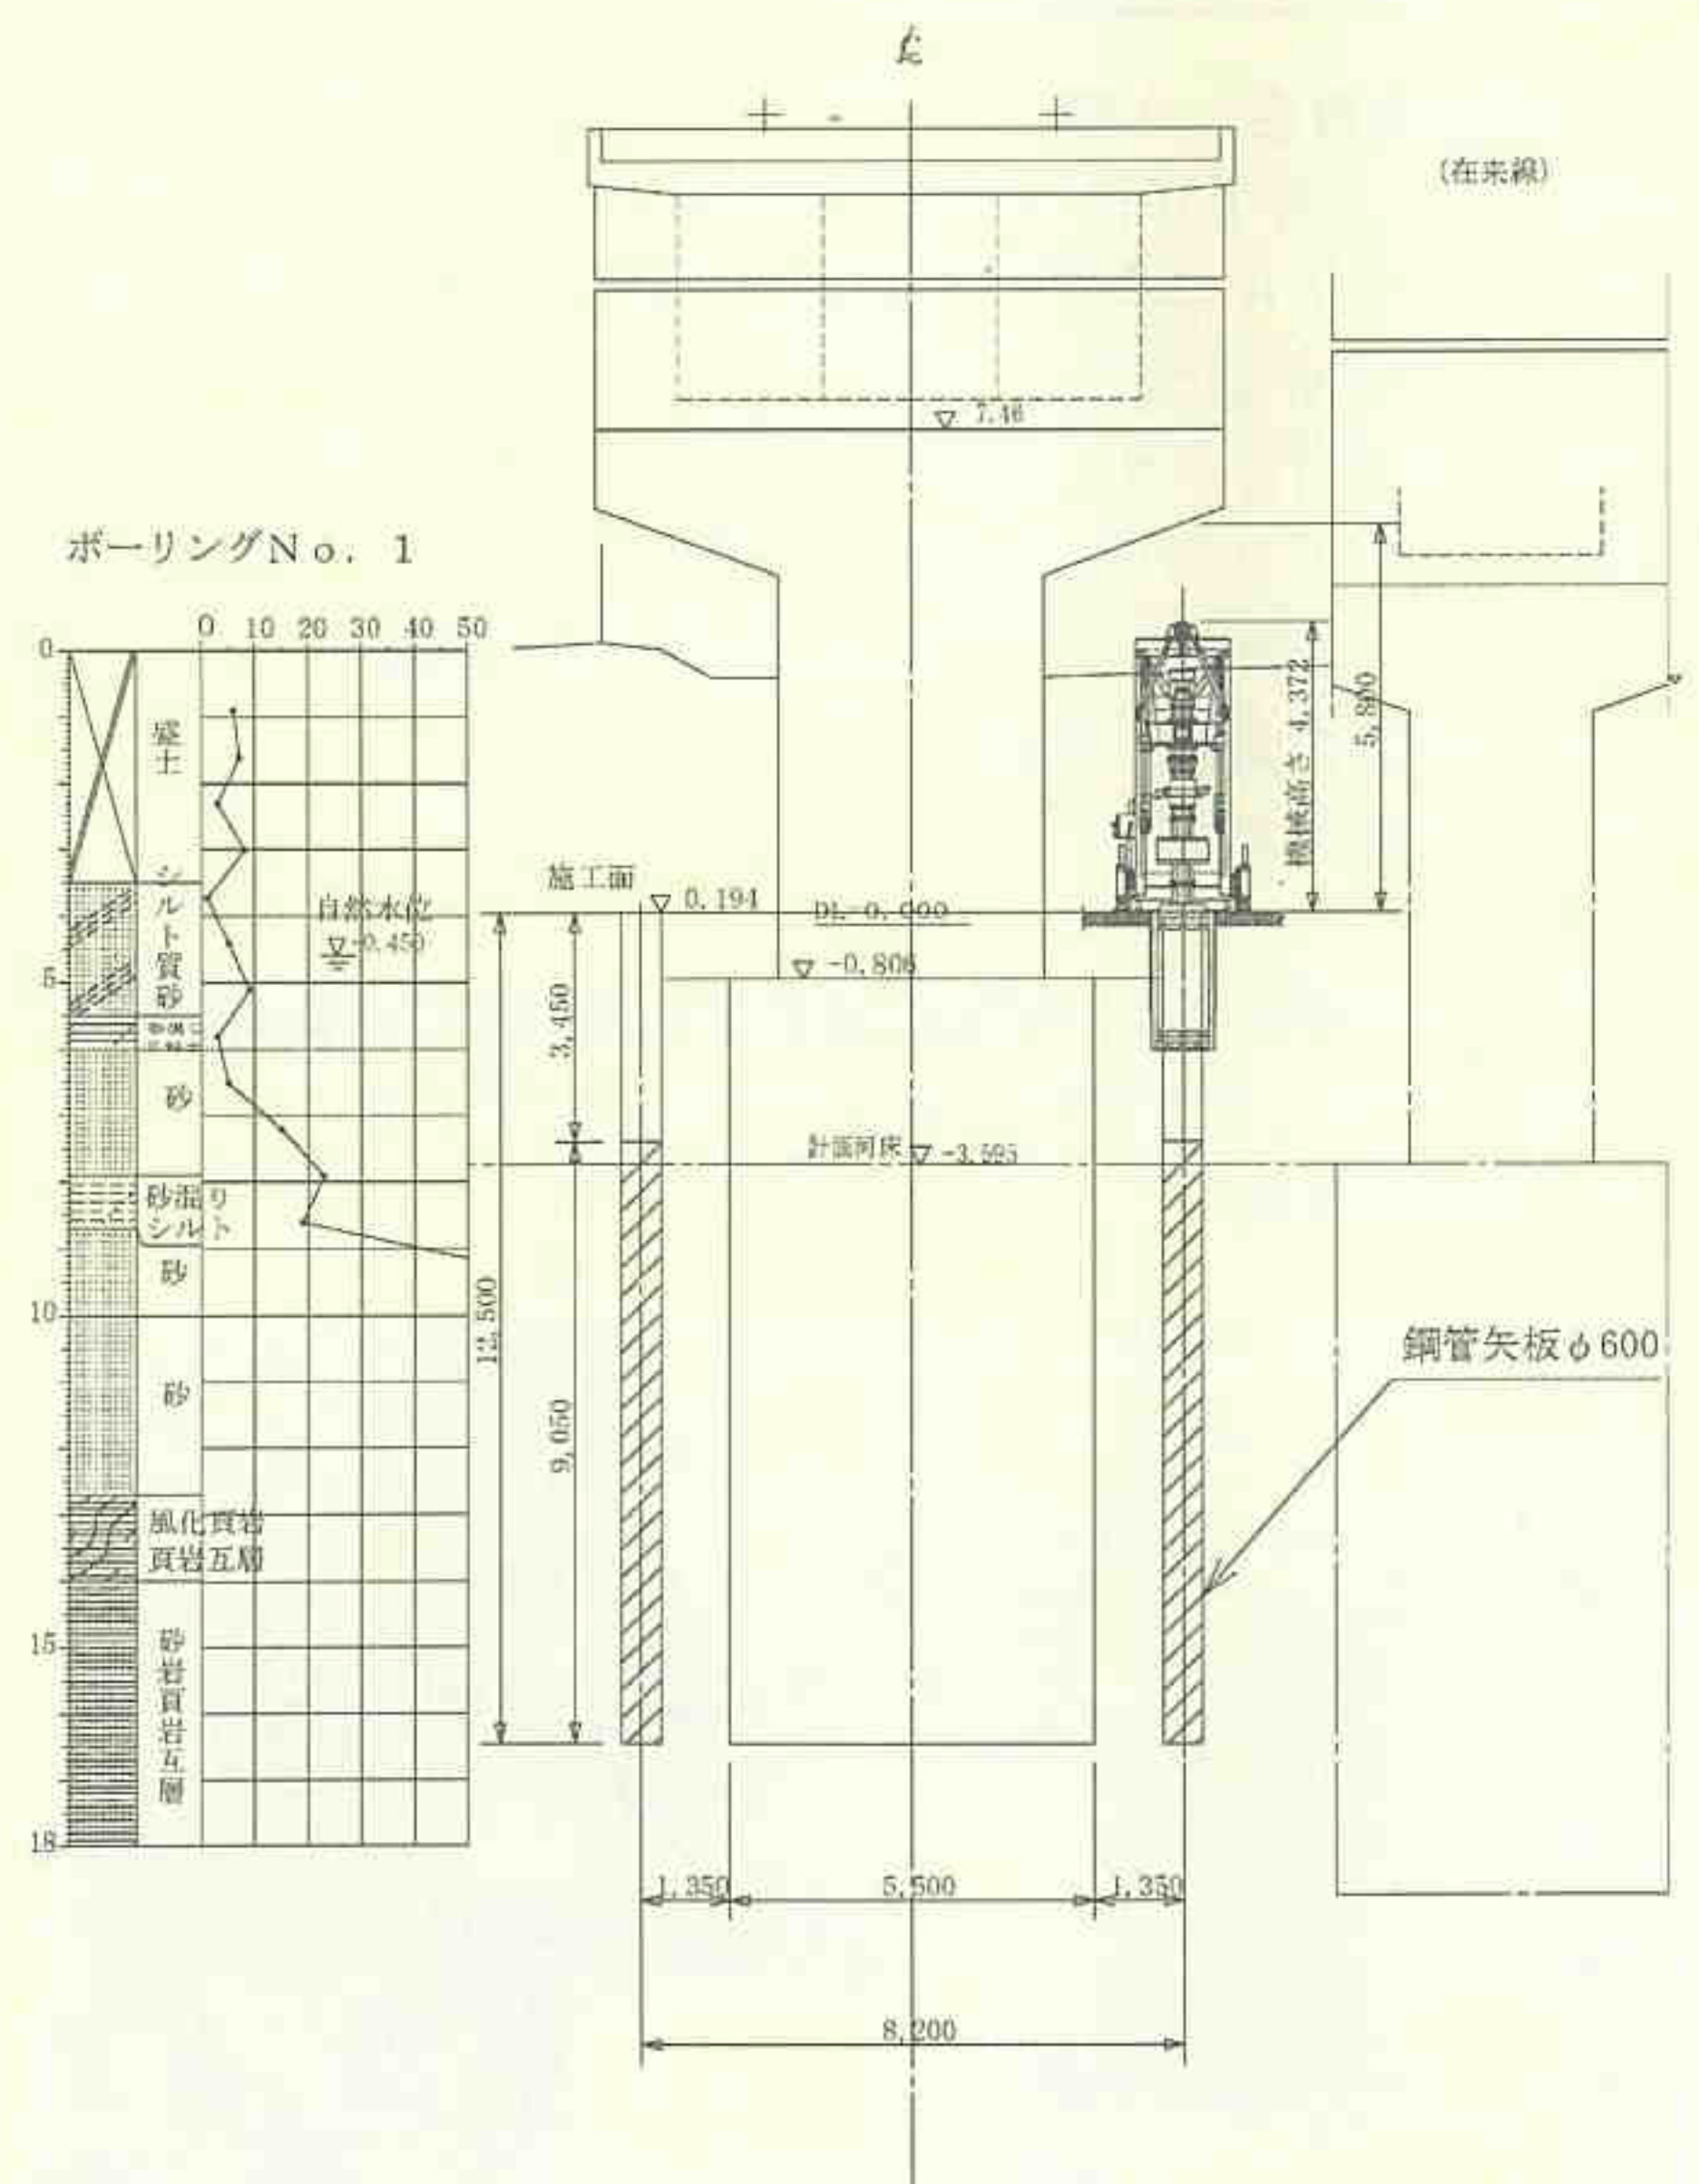 ℄
(在来線)
▽ 7.46
ボーリングNo. 1
0 10 20 30 40 50
0
5
10
15
18
盛土
シルト質砂
砂
砂混り
シルト
砂
砂
風化頁岩
頁岩互層
砂岩頁岩互層
自然水位
▽ -0.450
施工面
▽ 0.194
DL=0.000
▽ -0.806
機械高さ 4,372
5,800
3,450
計画河床 ▽ -3.595
12,500
9,050
鋼管矢板φ600
1,350 5,500 1,350
8,200